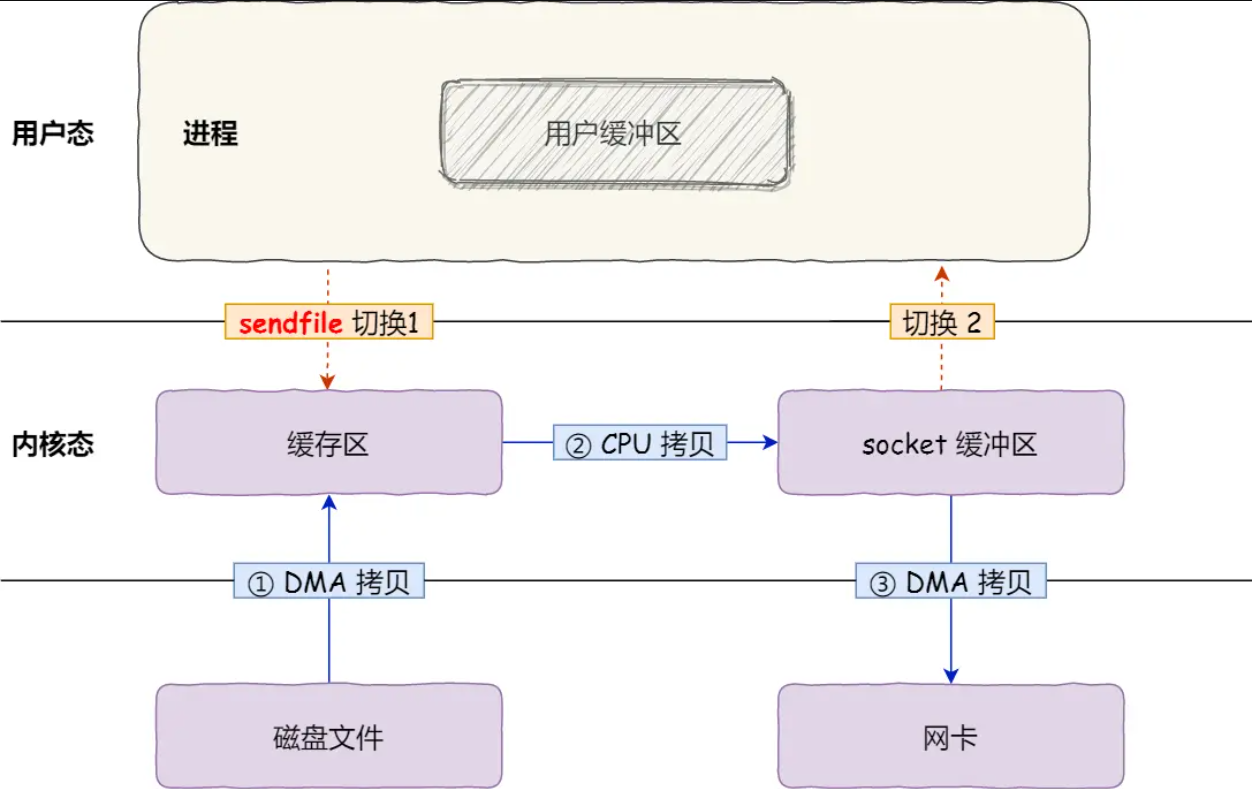 用户态
进程
用户缓冲区
sendfile 切换1
切换 2
内核态
缓存区
② CPU 拷贝
socket 缓冲区
① DMA 拷贝
③ DMA 拷贝
磁盘文件
网卡